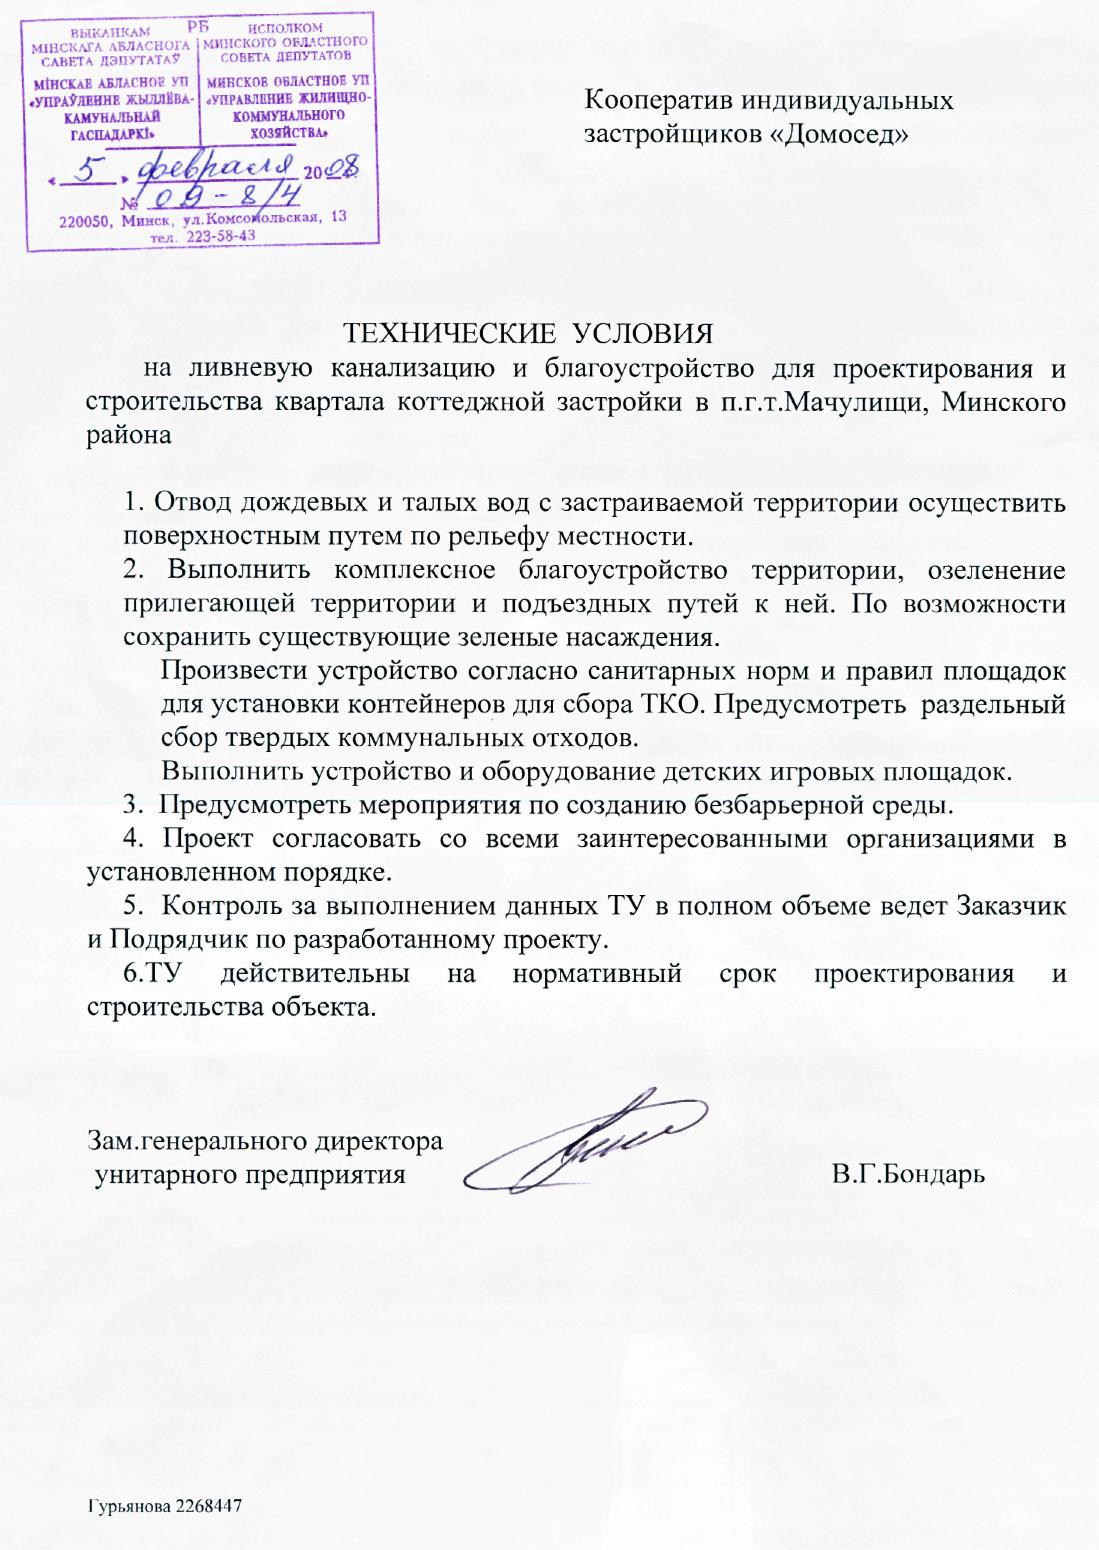 РБ
ВЫКАНКАМ
МІНСКАГА АБЛАСНОГА
САВЕТА ДЭПУТАТАЎ
МІНСКАЕ АБЛАСНОЕ УП
«УПРАЎЛЕННЕ ЖЫЛЛЁВА-
КАМУНАЛЬНАЙ
ГАСПАДАРКІ»
ИСПОЛКОМ
МИНСКОГО ОБЛАСТНОГО
СОВЕТА ДЕПУТАТОВ
МИНСКОЕ ОБЛАСТНОЕ УП
«УПРАВЛЕНИЕ ЖИЛИЩНО-
КОММУНАЛЬНОГО
ХОЗЯЙСТВА»
« 5 » февраля 2008 г.
№ 09-8/4
220050, Минск, ул.Комсомольская, 13
тел. 223-58-43
Кооператив индивидуальных
застройщиков «Домосед»
ТЕХНИЧЕСКИЕ УСЛОВИЯ
на ливневую канализацию и благоустройство для проектирования и
строительства квартала коттеджной застройки в п.г.т.Мачулищи, Минского
района
1. Отвод дождевых и талых вод с застраиваемой территории осуществить
поверхностным путем по рельефу местности.
2. Выполнить комплексное благоустройство территории, озеленение
прилегающей территории и подъездных путей к ней. По возможности
сохранить существующие зеленые насаждения.
Произвести устройство согласно санитарных норм и правил площадок
для установки контейнеров для сбора ТКО. Предусмотреть раздельный
сбор твердых коммунальных отходов.
Выполнить устройство и оборудование детских игровых площадок.
3. Предусмотреть мероприятия по созданию безбарьерной среды.
4. Проект согласовать со всеми заинтересованными организациями в
установленном порядке.
5. Контроль за выполнением данных ТУ в полном объеме ведет Заказчик
и Подрядчик по разработанному проекту.
6.ТУ действительны на нормативный срок проектирования и
строительства объекта.
Зам.генерального директора
унитарного предприятия
В.Г.Бондарь
Гурьянова 2268447